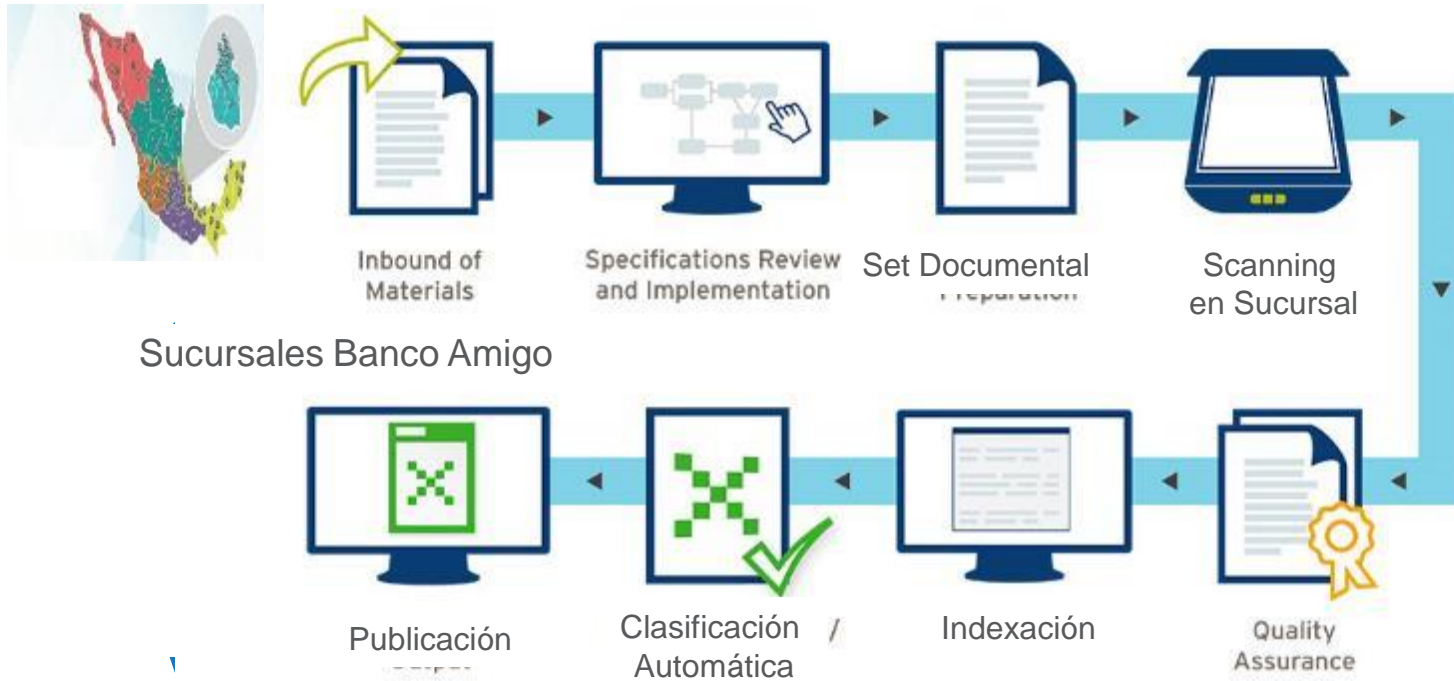 Inbound of
Materials
Specifications Review
and Implementation
Set Documental
Preparation
Scanning
en Sucursal
Sucursales Banco Amigo
Publicación
Clasificación /
Automática
Indexación
Quality
Assurance